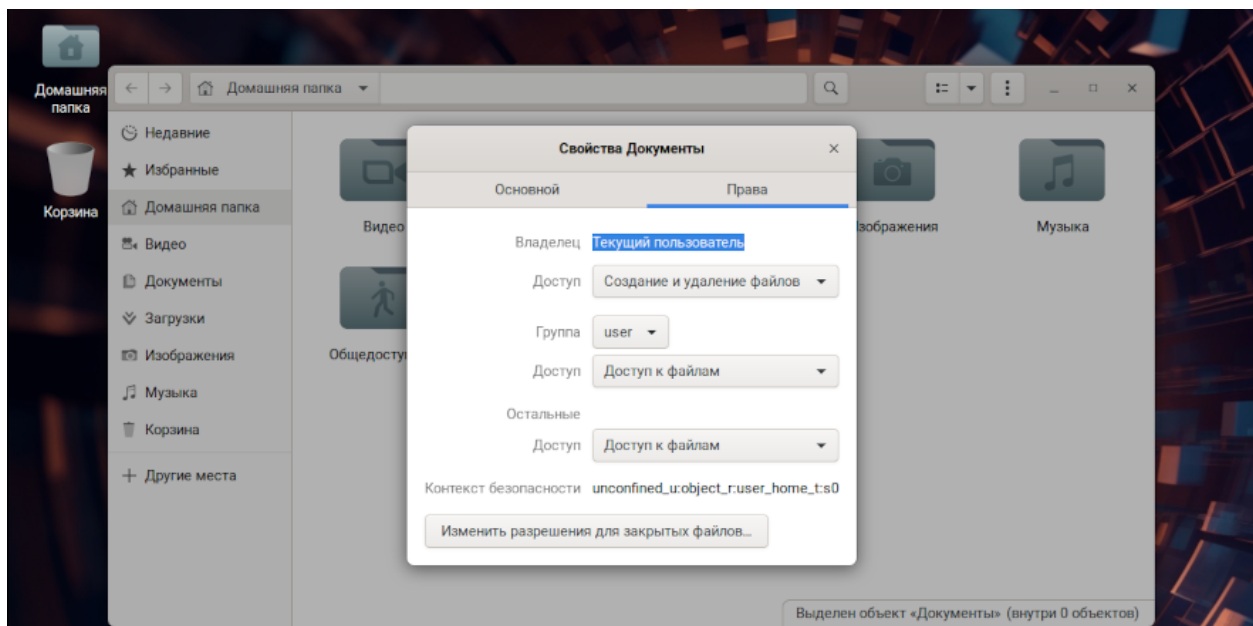 Домашняя
папка
Корзина
Домашняя папка
Недавние
Избранные
Домашняя папка
Видео
Документы
Загрузки
Изображения
Музыка
Корзина
Другие места
Видео
Изображения
Музыка
Общедоступ
Свойства Документы
Основной Права
Владелец Текущий пользователь
Доступ Создание и удаление файлов
Группа user
Доступ Доступ к файлам
Остальные
Доступ Доступ к файлам
Контекст безопасности unconfined_u:object_r:user_home_t:s0
Изменить разрешения для закрытых файлов…
Выделен объект «Документы» (внутри 0 объектов)